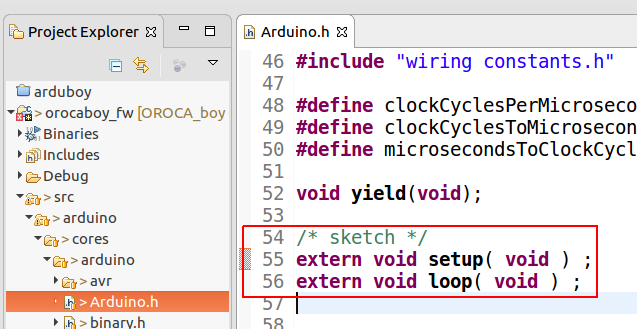 Project Explorer
arduboy
> orocaboy_fw [OROCA_boy
Binaries
Includes
> Debug
> src
> arduino
> cores
> arduino
> avr
> Arduino.h
> binary.h
Arduino.h
46 #include "wiring constants.h"
47
48 #define clockCyclesPerMicroseco
49 #define clockCyclesToMicrosecon
50 #define microsecondsToClockCycl
51
52 void yield(void);
53
54 /* sketch */
55 extern void setup( void ) ;
56 extern void loop( void ) ;
57
58